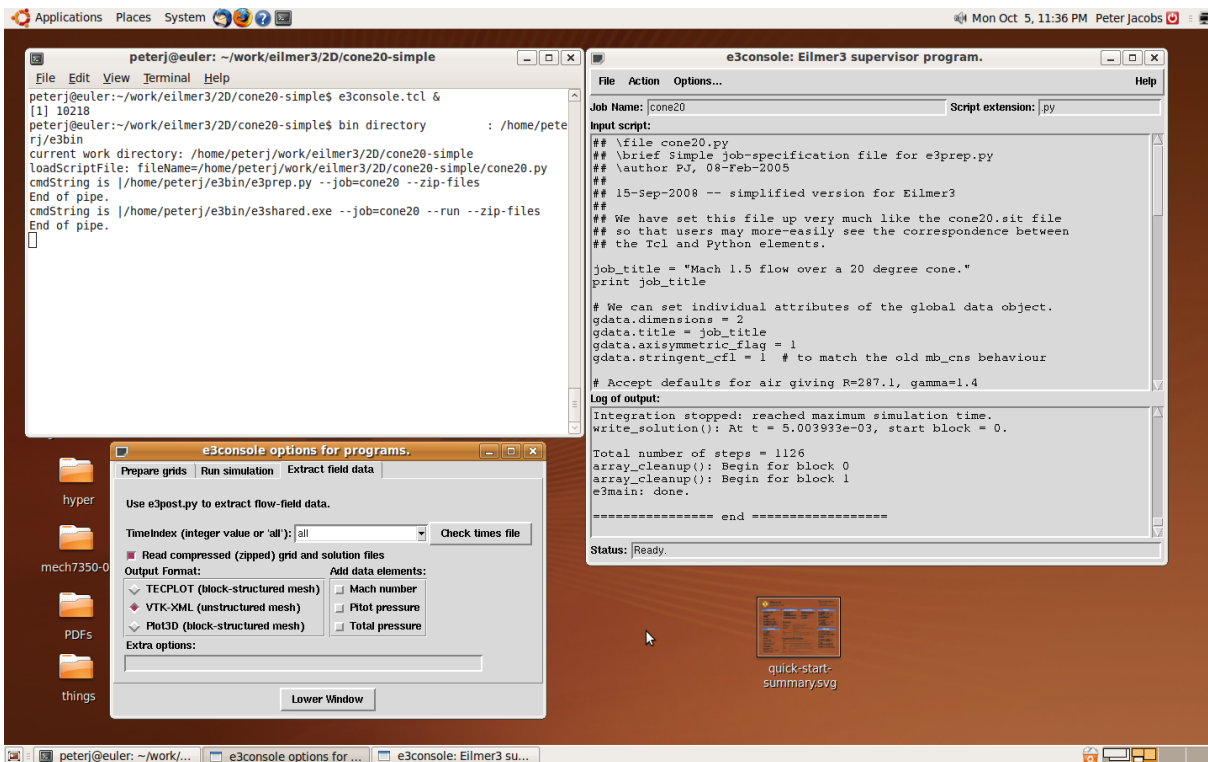 Applications Places System
Mon Oct 5, 11:36 PM Peter Jacobs
peterj@euler: ~/work/eilmer3/2D/cone20-simple
File Edit View Terminal Help
peterj@euler:~/work/eilmer3/2D/cone20-simple$ e3console.tcl &
[1] 10218
peterj@euler:~/work/eilmer3/2D/cone20-simple$ bin directory : /home/pete
rj/e3bin
current work directory: /home/peterj/work/eilmer3/2D/cone20-simple
loadScriptFile: fileName=/home/peterj/work/eilmer3/2D/cone20-simple/cone20.py
cmdString is |/home/peterj/e3bin/e3prep.py --job=cone20 --zip-files
End of pipe.
cmdString is |/home/peterj/e3bin/e3shared.exe --job=cone20 --run --zip-files
End of pipe.
e3console: Eilmer3 supervisor program.
File Action Options... Help
Job Name: cone20 Script extension: .py
Input script:
## \file cone20.py
## \brief Simple job-specification file for e3prep.py
## \author PJ, 08-Feb-2005
##
## 15-Sep-2008 -- simplified version for Eilmer3
##
## We have set this file up very much like the cone20.sit file
## so that users may more-easily see the correspondence between
## the Tcl and Python elements.
job_title = "Mach 1.5 flow over a 20 degree cone."
print job_title
# We can set individual attributes of the global data object.
gdata.dimensions = 2
gdata.title = job_title
gdata.axisymmetric_flag = 1
gdata.stringent_cfl = 1 # to match the old mb_cns behaviour
# Accept defaults for air giving R=287.1, gamma=1.4
Log of output:
Integration stopped: reached maximum simulation time.
write_solution(): At t = 5.003933e-03, start block = 0.
Total number of steps = 1126
array_cleanup(): Begin for block 0
array_cleanup(): Begin for block 1
e3main: done.
================ end ==================
Status: Ready.
e3console options for programs.
Prepare grids Run simulation Extract field data
Use e3post.py to extract flow-field data.
TimeIndex (integer value or 'all'): all Check times file
Read compressed (zipped) grid and solution files
Output Format: Add data elements:
TECPLOT (block-structured mesh) Mach number
VTK-XML (unstructured mesh) Pitot pressure
Plot3D (block-structured mesh) Total pressure
Extra options:
Lower Window
hyper
mech7350-0
PDFs
things
quick-start-
summary.svg
peterj@euler: ~/work/... e3console options for ... e3console: Eilmer3 su...